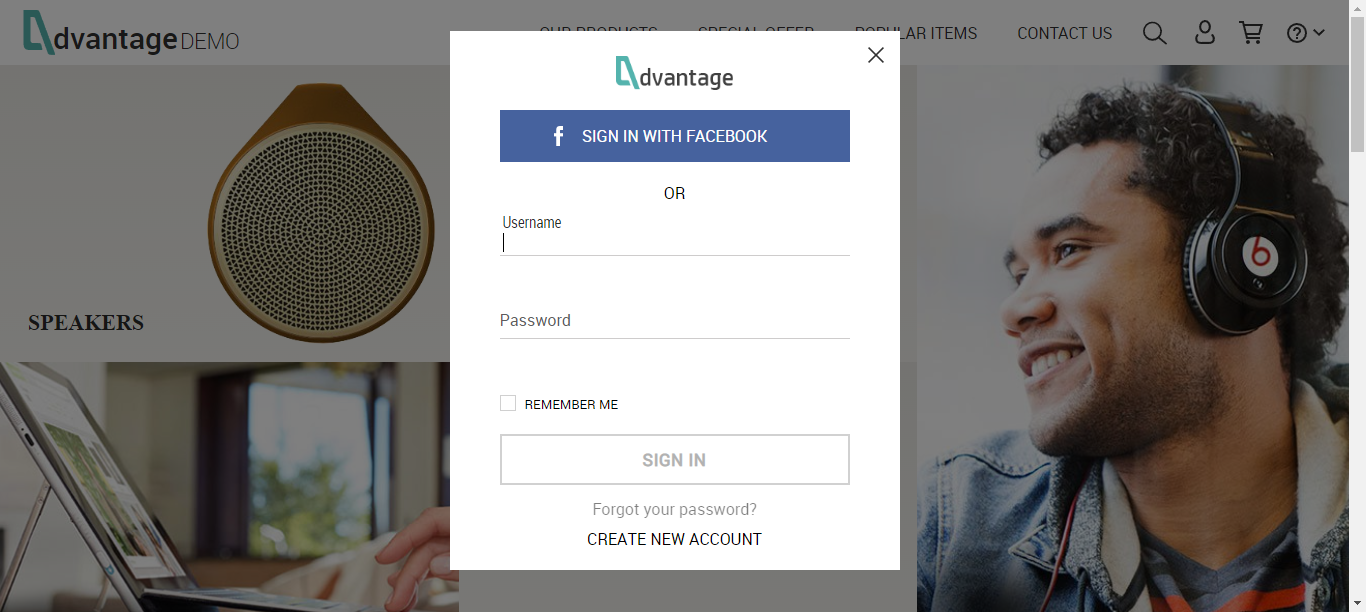 dvantage DEMO
OUR PRODUCTS
SPECIAL OFFER
POPULAR ITEMS
CONTACT US
dvantage
f SIGN IN WITH FACEBOOK
OR
Username
Password
REMEMBER ME
SIGN IN
Forgot your password?
CREATE NEW ACCOUNT
SPEAKERS
b